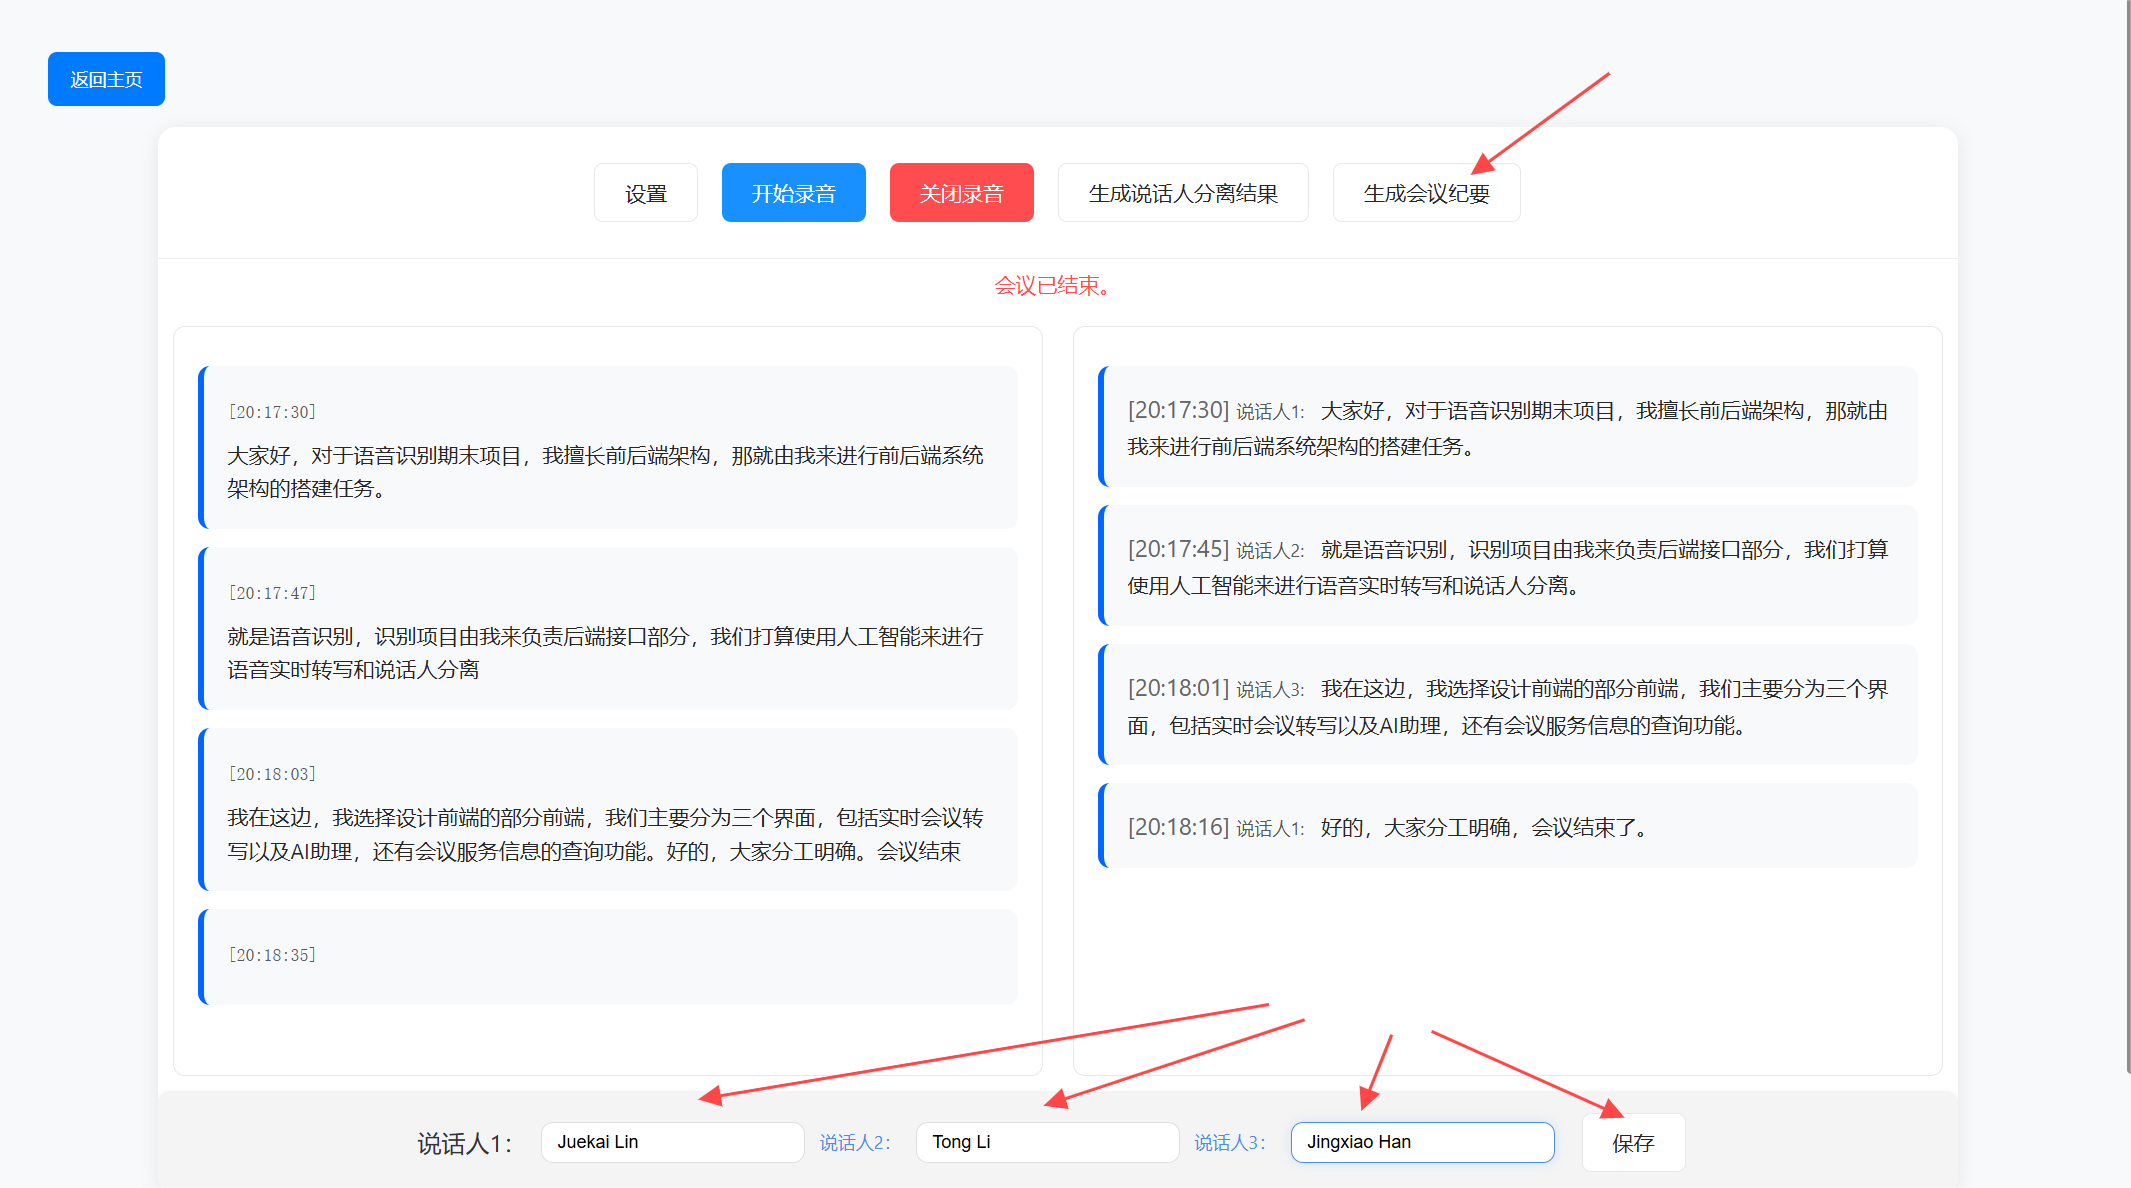 返回主页
设置 开始录音 关闭录音 生成说话人分离结果 生成会议纪要
会议已结束。
[20:17:30]
大家好，对于语音识别期末项目，我擅长前后端架构，那就由我来进行前后端系统
架构的搭建任务。
[20:17:47]
就是语音识别，识别项目由我来负责后端接口部分，我们打算使用人工智能来进行
语音实时转写和说话人分离
[20:18:03]
我在这边，我选择设计前端的部分前端，我们主要分为三个界面，包括实时会议转
写以及AI助理，还有会议服务信息的查询功能。好的，大家分工明确。会议结束
[20:18:35]
[20:17:30] 说话人1: 大家好，对于语音识别期末项目，我擅长前后端架构，那就由
我来进行前后端系统架构的搭建任务。
[20:17:45] 说话人2: 就是语音识别，识别项目由我来负责后端接口部分，我们打算
使用人工智能来进行语音实时转写和说话人分离。
[20:18:01] 说话人3: 我在这边，我选择设计前端的部分前端，我们主要分为三个界
面，包括实时会议转写以及AI助理，还有会议服务信息的查询功能。
[20:18:16] 说话人1: 好的，大家分工明确，会议结束了。
说话人1： Juekai Lin 说话人2： Tong Li 说话人3： Jingxiao Han 保存